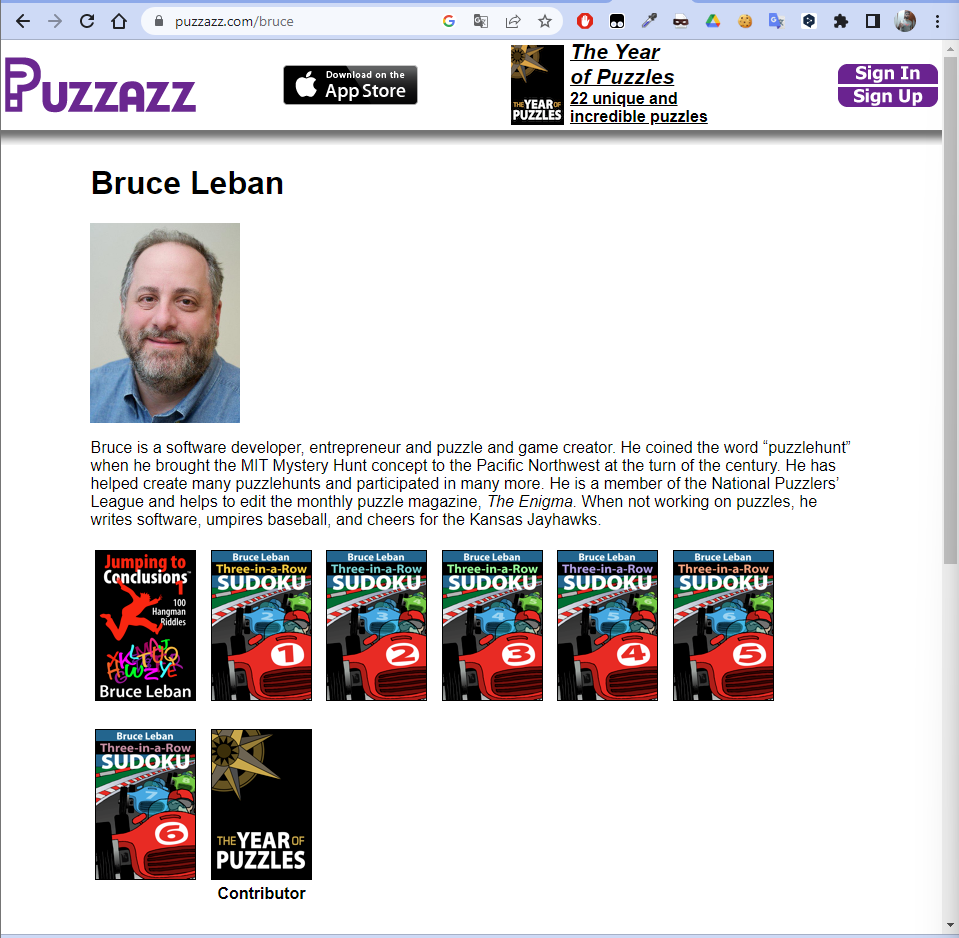 puzzazz.com/bruce
PUZZAZZ
Download on the
App Store
THE YEAR OF
PUZZLES
The Year
of Puzzles
22 unique and
incredible puzzles
Sign In
Sign Up
Bruce Leban
Bruce is a software developer, entrepreneur and puzzle and game creator. He coined the word “puzzlehunt”
when he brought the MIT Mystery Hunt concept to the Pacific Northwest at the turn of the century. He has
helped create many puzzlehunts and participated in many more. He is a member of the National Puzzlers’
League and helps to edit the monthly puzzle magazine, The Enigma. When not working on puzzles, he
writes software, umpires baseball, and cheers for the Kansas Jayhawks.
Jumping to
Conclusions™
1
100
Hangman
Riddles
Bruce Leban
Bruce Leban
Three-in-a-Row
SUDOKU
1
Bruce Leban
Three-in-a-Row
SUDOKU
3
2
Bruce Leban
Three-in-a-Row
SUDOKU
4
3
Bruce Leban
Three-in-a-Row
SUDOKU
5
4
Bruce Leban
Three-in-a-Row
SUDOKU
6
5
Bruce Leban
Three-in-a-Row
SUDOKU
7
6
THE YEAR OF
PUZZLES
Contributor